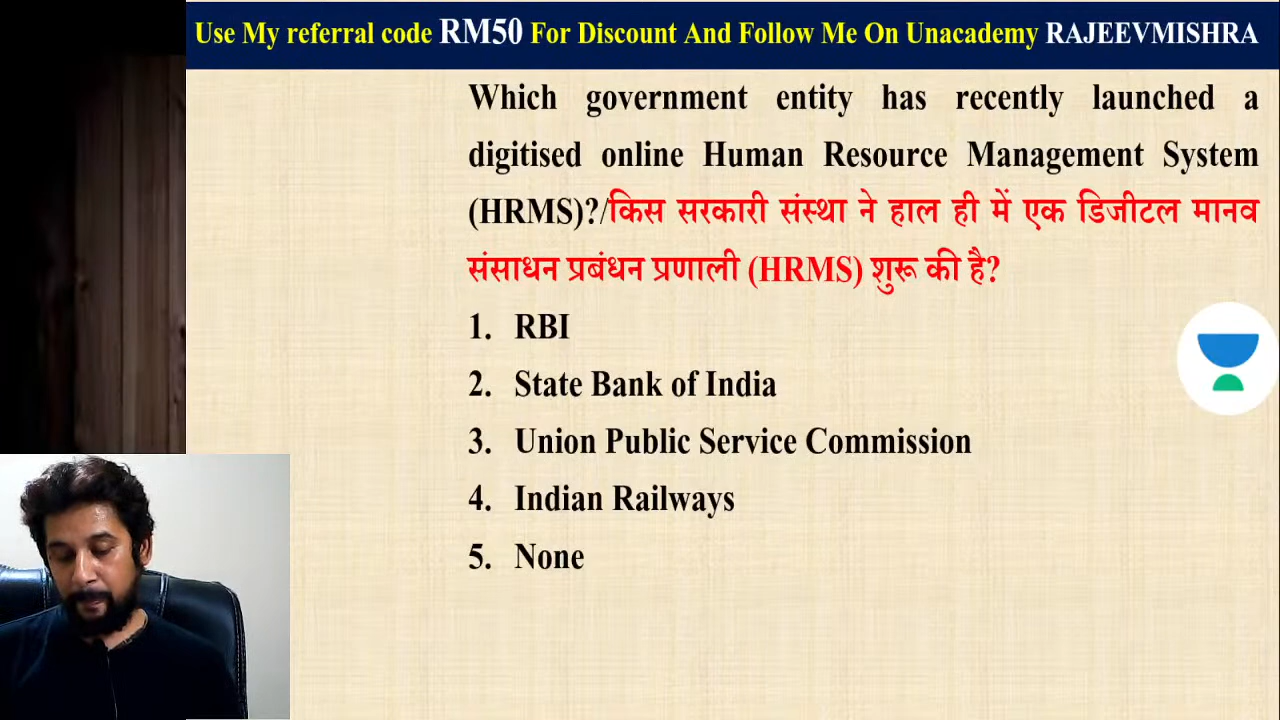 Use My referral code RM50 For Discount And Follow Me On Unacademy RAJEEVMISHRA
Which government entity has recently launched a
digitised online Human Resource Management System
(HRMS)?/किस सरकारी संस्था ने हाल ही में एक डिजीटल मानव
संसाधन प्रबंधन प्रणाली (HRMS) शुरू की है?
1. RBI
2. State Bank of India
3. Union Public Service Commission
4. Indian Railways
5. None